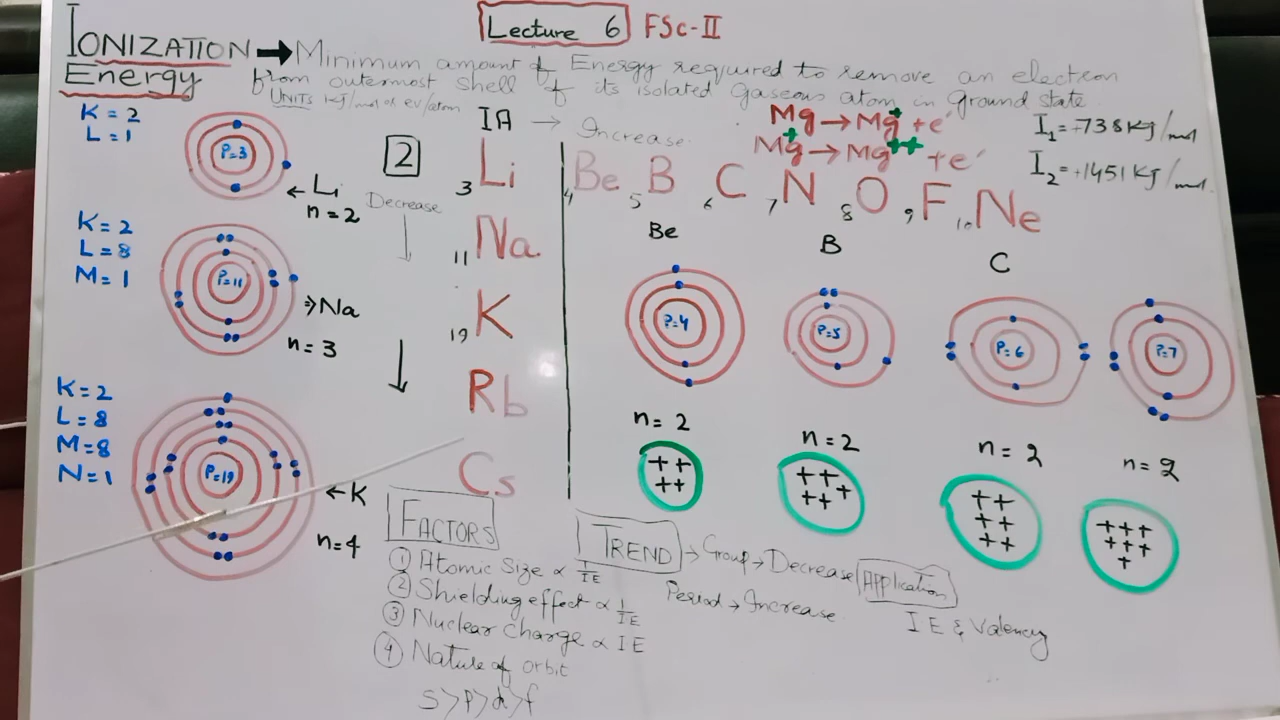 Lecture 6 FSc-II
IONIZATION → Minimum amount of Energy required to remove an electron
Energy from outermost shell of its isolated gaseous atom in Ground state.
UNITS KJ/mol of ev/atom
K = 2
L = 1
P=3
← Li
n = 2
2
Decrease
IA → Increase.
Mg → Mg+ + e-
Mg+ → Mg++ + e-
I1 = +738 KJ/mol
I2 = +1451 KJ/mol.
3 Li 4 Be 5 B 6 C 7 N 8 O 9 F 10 Ne
11 Na
19 K
Rb
Cs
K = 2
L = 8
M = 1
P=11
⇒ Na
n = 3
K = 2
L = 8
M = 8
N = 1
P=19
← K
n=4
Be
B
C
P=4
P=5
P=6
P=7
n = 2
n = 2
n = 2
n = 2
++
++
+++
++
++
++
++
+++
+++
+
FACTORS
① Atomic Size ∝ 1/IE
② Shielding effect ∝ 1/IE
③ Nuclear Charge ∝ IE
④ Nature of orbit
S > P > d > f
TREND → Group → Decrease
Period → Increase.
Application
IE & Valency